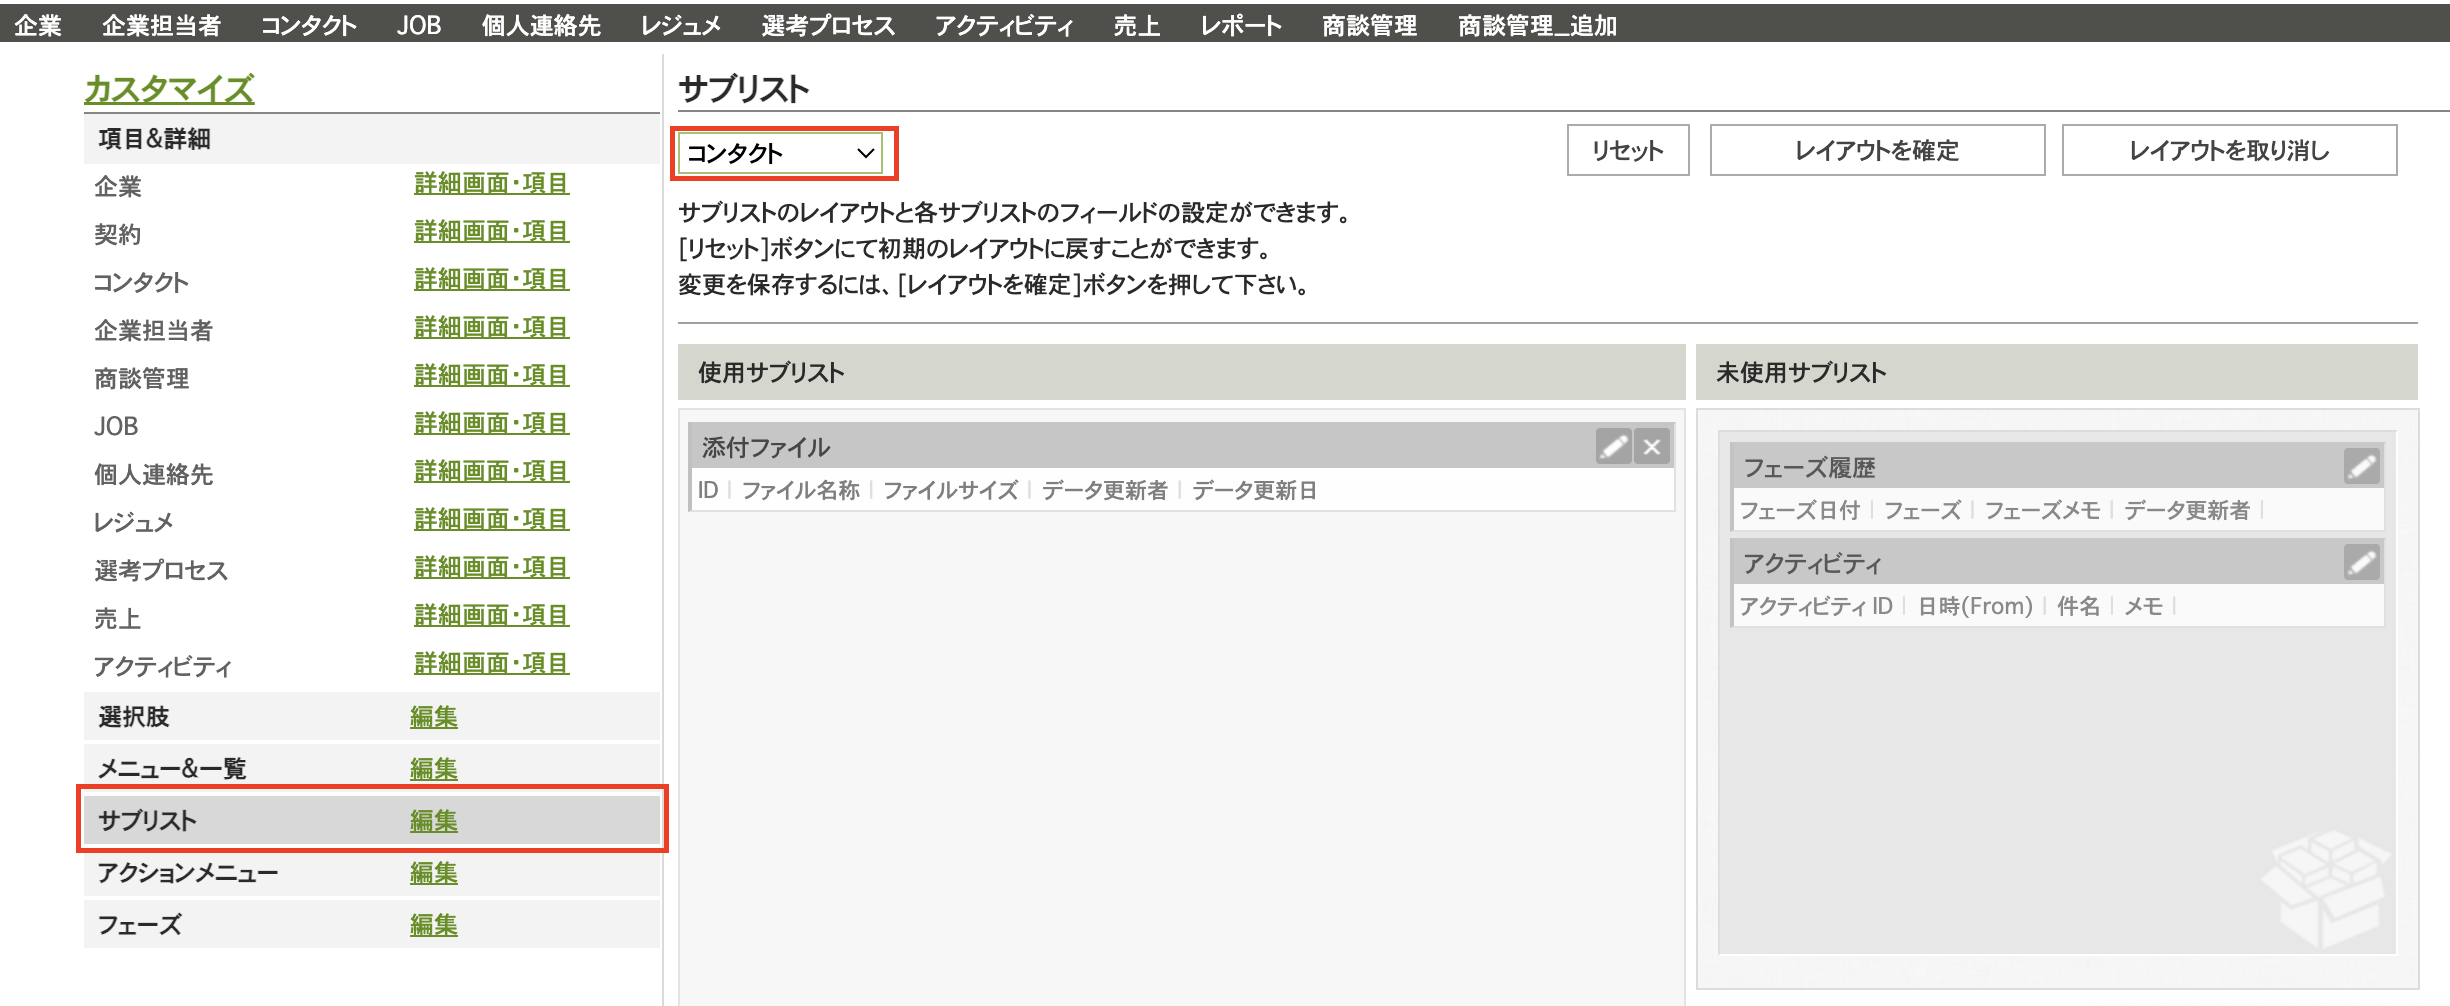 企業 企業担当者 コンタクト JOB 個人連絡先 レジュメ 選考プロセス アクティビティ 売上 レポート 商談管理 商談管理_追加
カスタマイズ
項目&詳細
企業 詳細画面・項目
契約 詳細画面・項目
コンタクト 詳細画面・項目
企業担当者 詳細画面・項目
商談管理 詳細画面・項目
JOB 詳細画面・項目
個人連絡先 詳細画面・項目
レジュメ 詳細画面・項目
選考プロセス 詳細画面・項目
売上 詳細画面・項目
アクティビティ 詳細画面・項目
選択肢 編集
メニュー&一覧 編集
サブリスト 編集
アクションメニュー 編集
フェーズ 編集
サブリスト
コンタクト
リセット レイアウトを確定 レイアウトを取り消し
サブリストのレイアウトと各サブリストのフィールドの設定ができます。
[リセット]ボタンにて初期のレイアウトに戻すことができます。
変更を保存するには、[レイアウトを確定]ボタンを押して下さい。
使用サブリスト
添付ファイル
ID | ファイル名称 | ファイルサイズ | データ更新者 | データ更新日
未使用サブリスト
フェーズ履歴
フェーズ日付 | フェーズ | フェーズメモ | データ更新者 |
アクティビティ
アクティビティID | 日時(From) | 件名 | メモ |